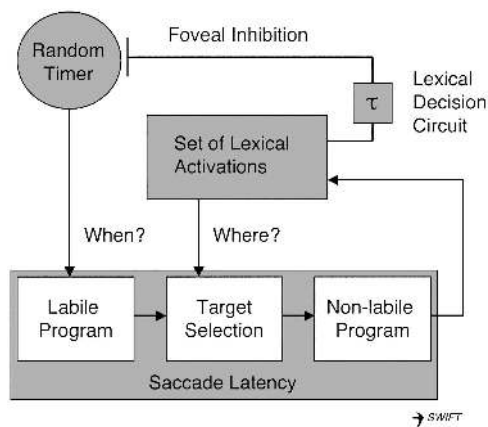 Foveal Inhibition
Random
Timer
τ
Lexical
Decision
Circuit
Set of Lexical
Activations
When?
Where?
Labile
Program
Target
Selection
Non-labile
Program
Saccade Latency
SWIFT